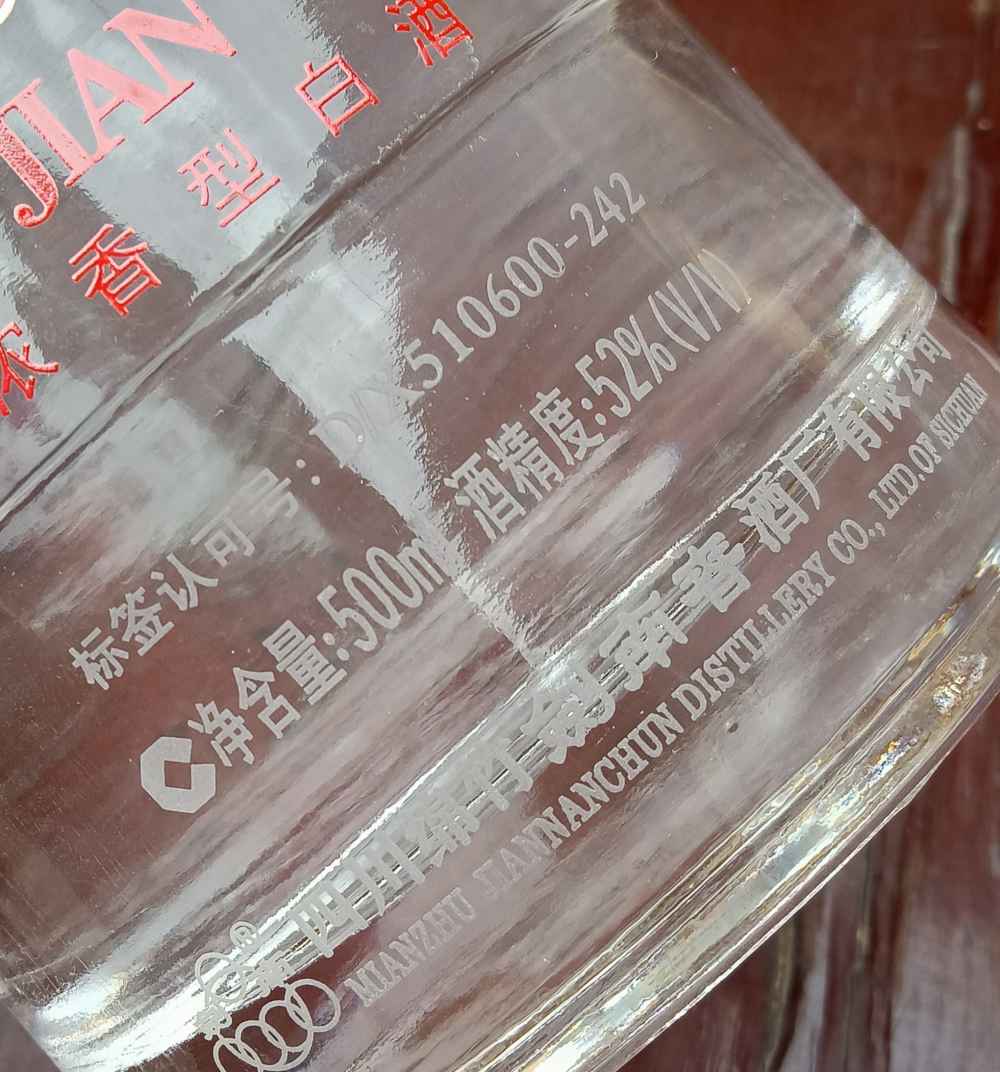 JIAN
浓香型白酒
标签认可号:D/X510600-242
净含量:500ml 酒精度:52%(V/V)
四川绵竹剑南春酒厂有限公司
MIANZHU JIANNANCHUN DISTILLERY CO., LTD.OF SICHUAN